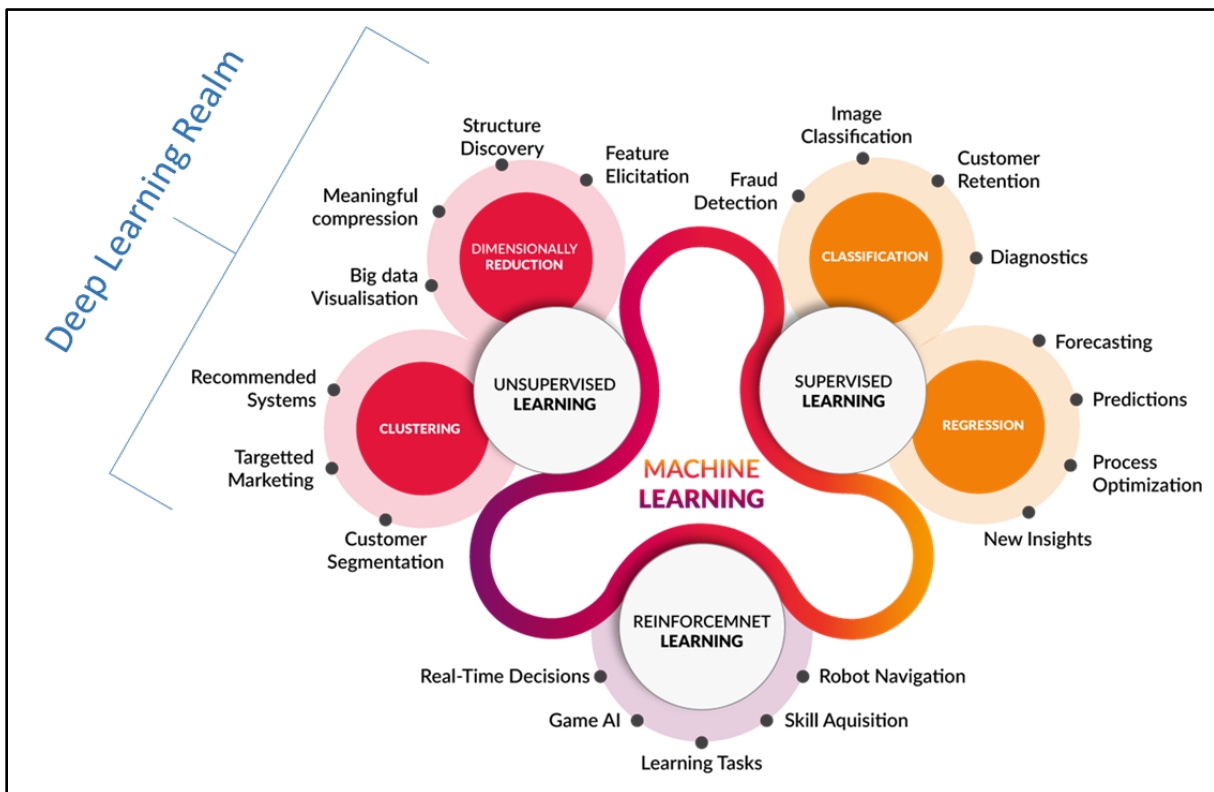 Deep Learning Realm
Structure
Discovery
Feature
Elicitation
Meaningful
compression
Big data
Visualisation
DIMENSIONALLY
REDUCTION
Recommended
Systems
Targetted
Marketing
Customer
Segmentation
CLUSTERING
UNSUPERVISED
LEARNING
Image
Classification
Fraud
Detection
Customer
Retention
Diagnostics
CLASSIFICATION
SUPERVISED
LEARNING
Forecasting
Predictions
Process
Optimization
New Insights
REGRESSION
MACHINE
LEARNING
REINFORCEMNET
LEARNING
Real-Time Decisions
Game AI
Learning Tasks
Skill Aquisition
Robot Navigation